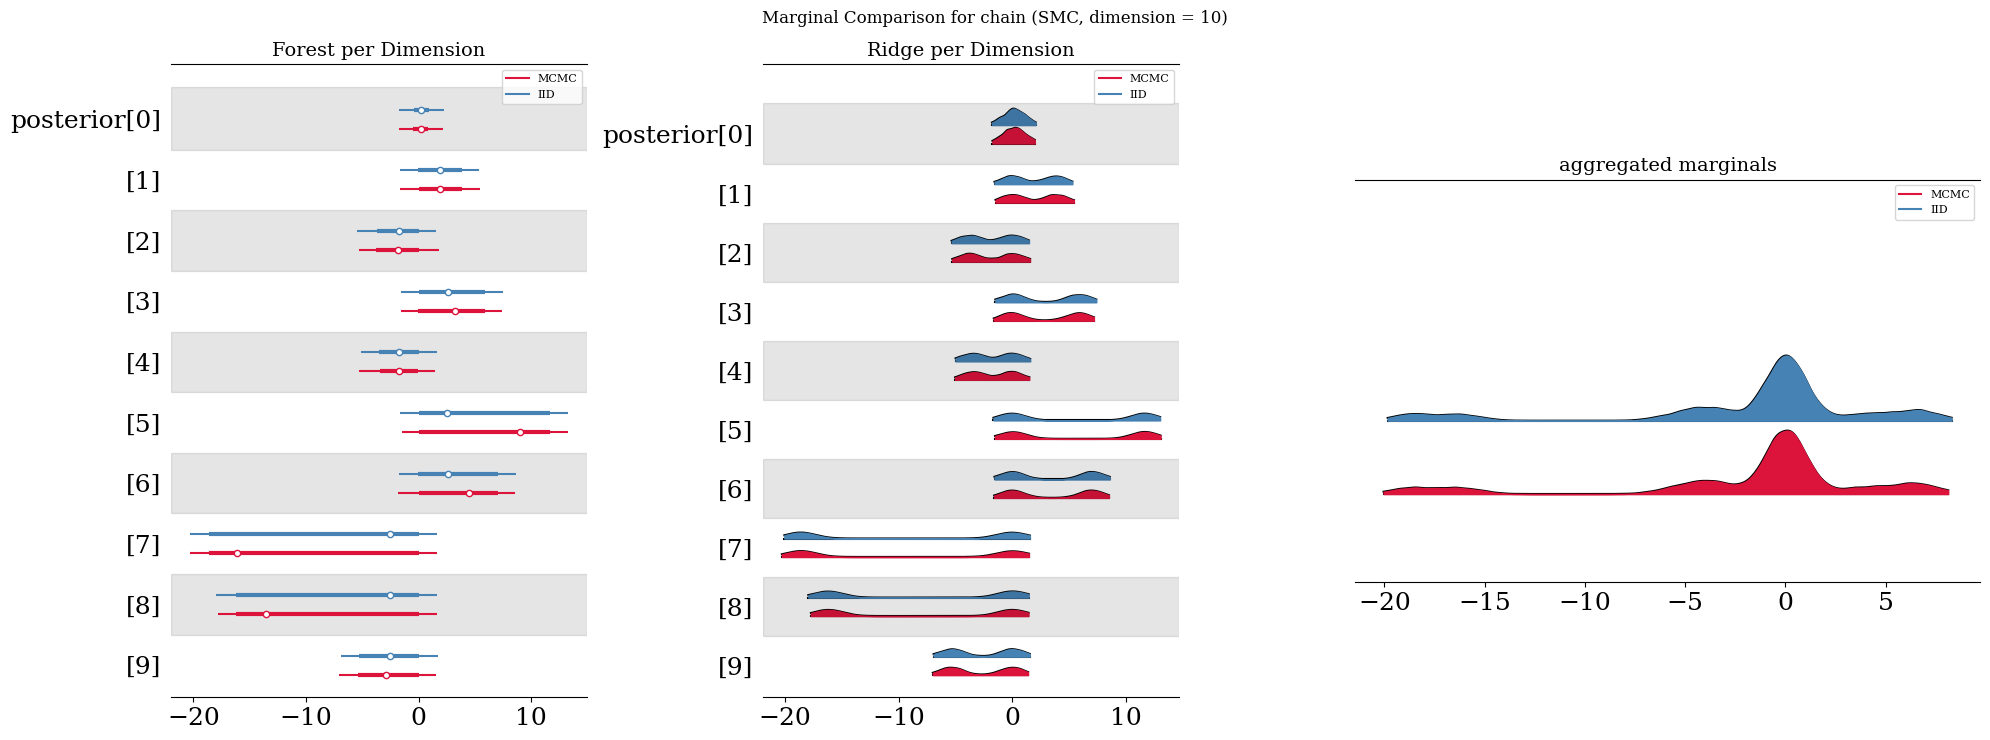 Marginal Comparison for chain (SMC, dimension = 10)
Forest per Dimension
MCMC
IID
posterior[0]
[1]
[2]
[3]
[4]
[5]
[6]
[7]
[8]
[9]
−20 −10 0 10
Ridge per Dimension
MCMC
IID
posterior[0]
[1]
[2]
[3]
[4]
[5]
[6]
[7]
[8]
[9]
−20 −10 0 10
aggregated marginals
MCMC
IID
−20 −15 −10 −5 0 5